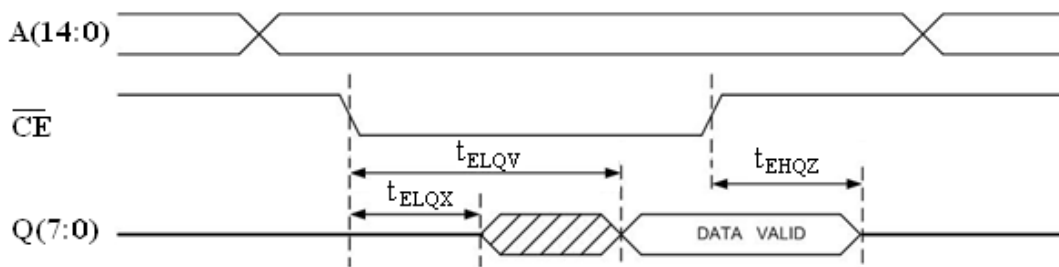 A(14:0)
CE
tELQV
tEHQZ
tELQX
Q(7:0)
DATA VALID